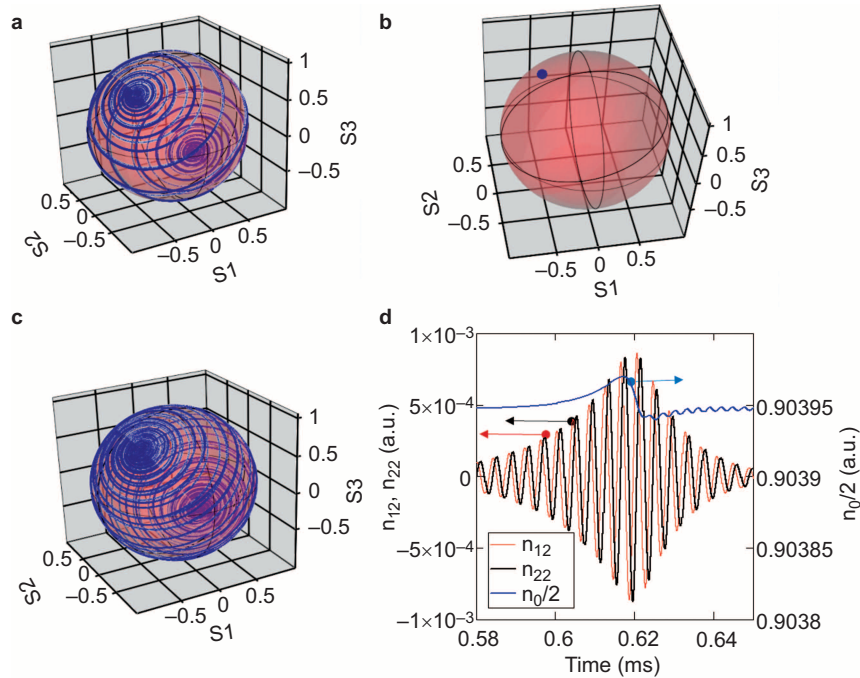 a
1
0.5
0
−0.5
S3
0.5
0
−0.5
S2
−0.5
0
0.5
S1
b
1
0.5
0
−0.5
S3
0.5
0
−0.5
S2
−0.5
0
0.5
S1
c
1
0.5
0
−0.5
S3
0.5
0
−0.5
S2
−0.5
0
0.5
S1
d
1×10⁻³
5×10⁻⁴
0
−5×10⁻⁴
−1×10⁻³
n₁₂, n₂₂ (a.u.)
0.90395
0.9039
0.90385
0.9038
n₀/2 (a.u.)
n₁₂
n₂₂
n₀/2
0.58 0.6 0.62 0.64
Time (ms)